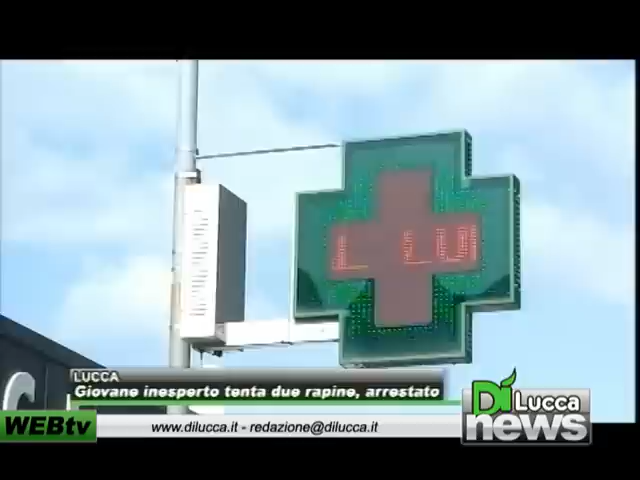 L LU
LUCCA
Giovane inesperto tenta due rapine, arrestato
Di Lucca
news
WEBtv
www.dilucca.it - redazione@dilucca.it